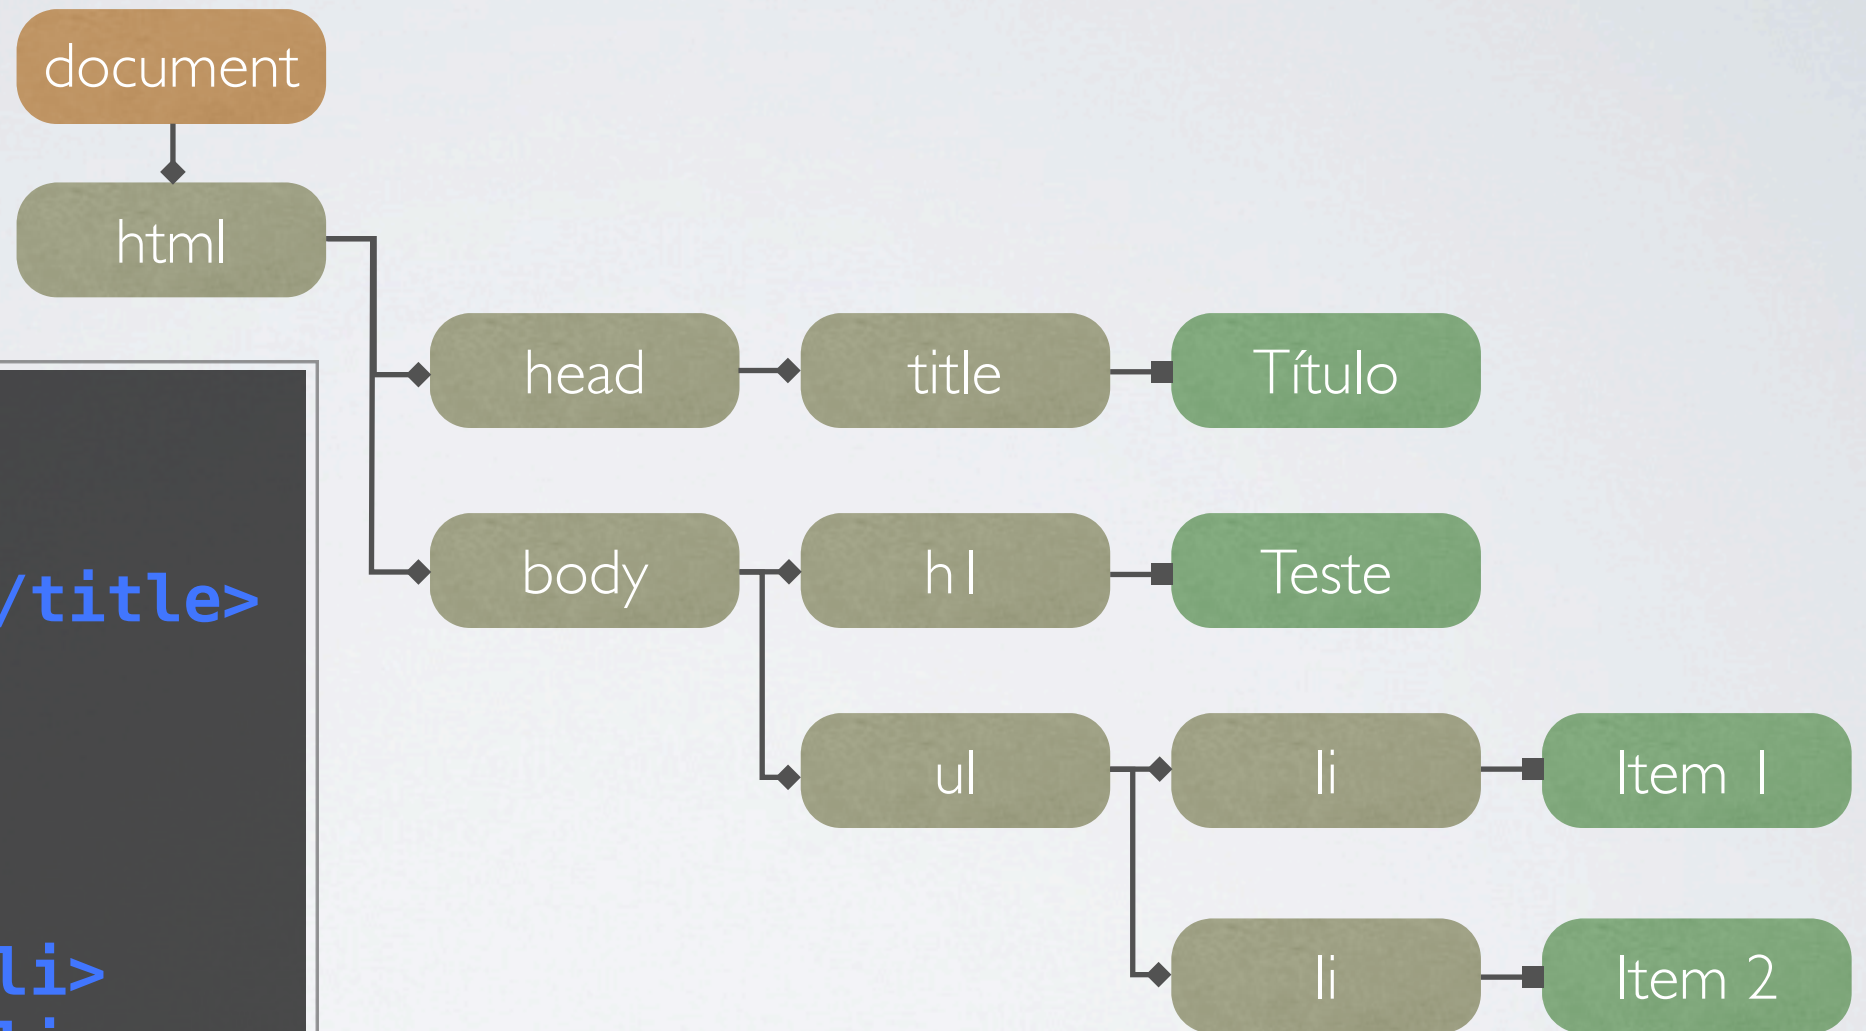 document
html
head title Título
/title>
body h1 Teste
ul li Item 1
li>
li Item 2